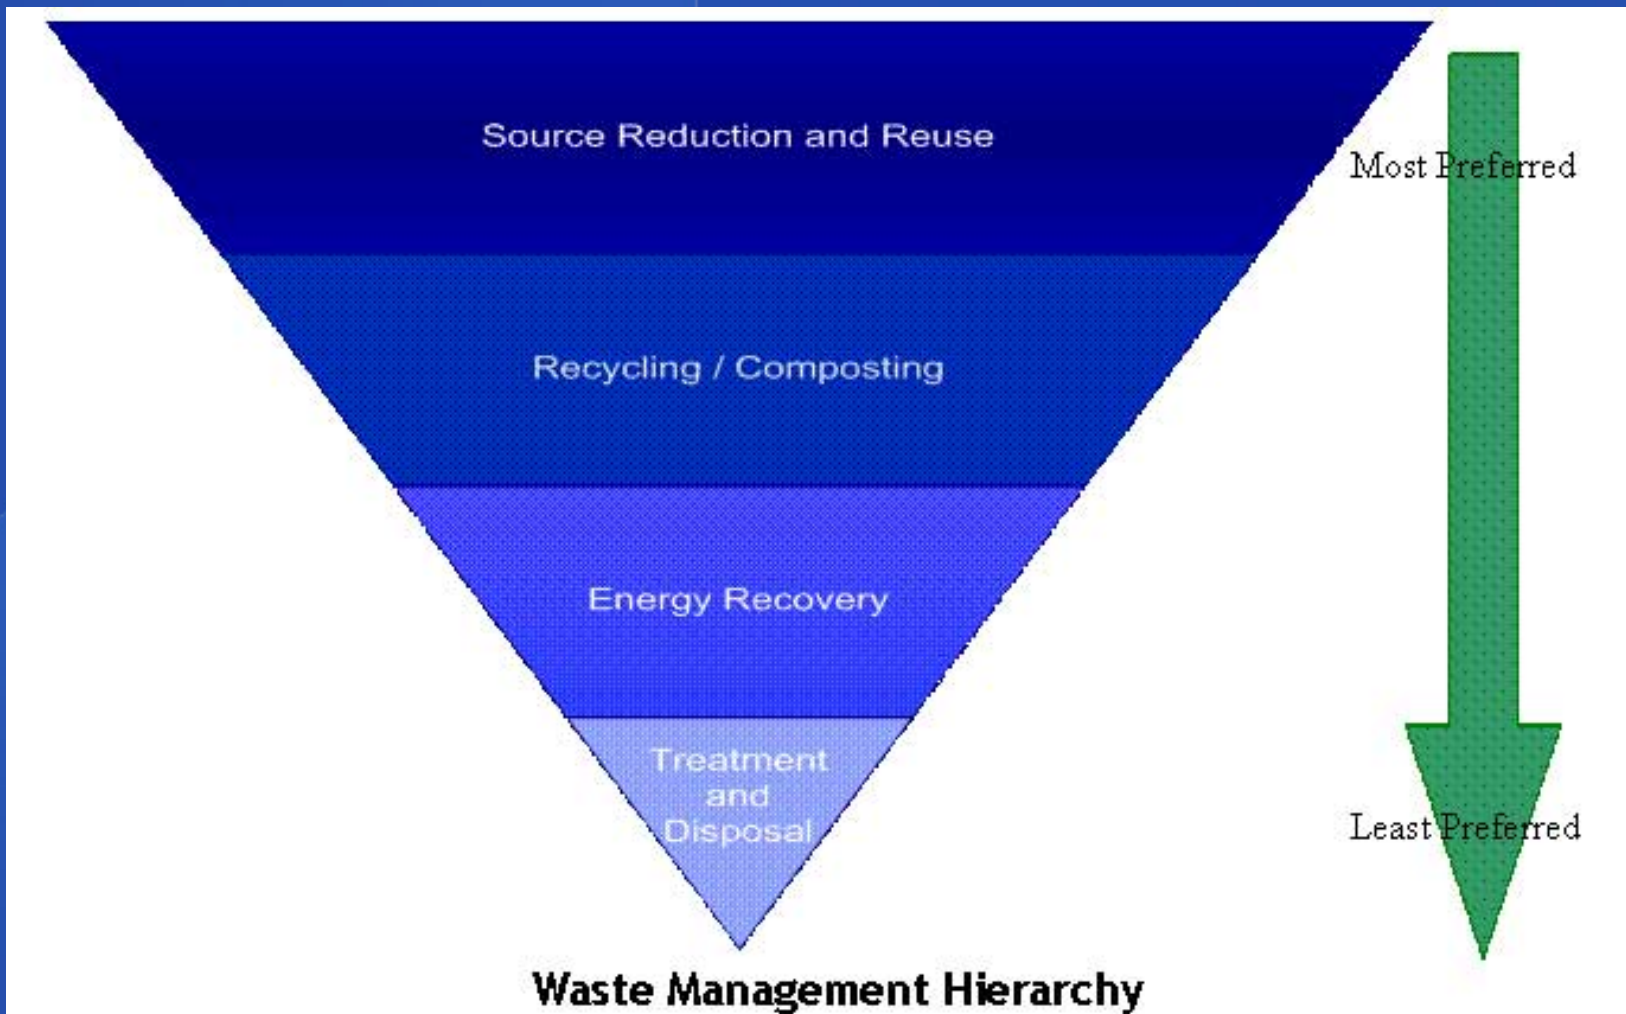 Source Reduction and Reuse
Most Preferred
Recycling / Composting
Energy Recovery
Treatment
and
Disposal
Least Preferred
Waste Management Hierarchy